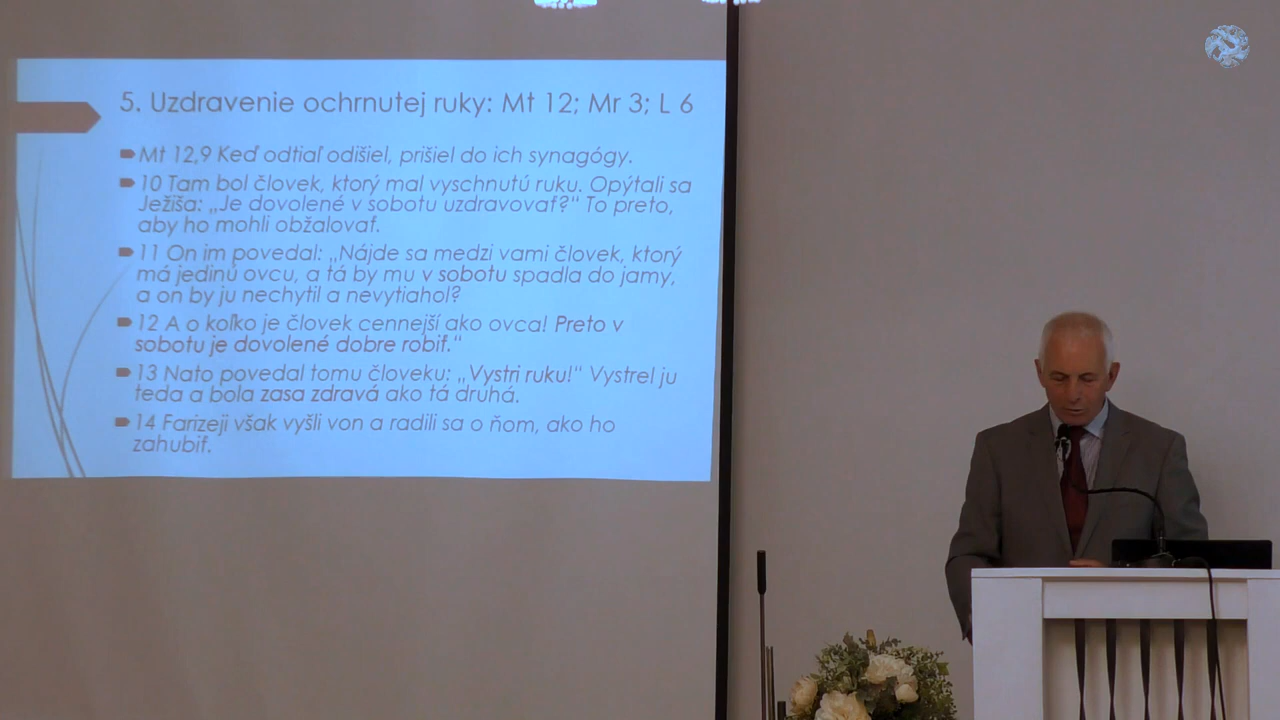 5. Uzdravenie ochrnutej ruky: Mt 12; Mr 3; L 6
Mt 12,9 Keď odtiaľ odišiel, prišiel do ich synagógy.
10 Tam bol človek, ktorý mal vyschnutú ruku. Opýtali sa
Ježiša: „Je dovolené v sobotu uzdravovať?“ To preto,
aby ho mohli obžalovať.
11 On im povedal: „Nájde sa medzi vami človek, ktorý
má jedinú ovcu, a tá by mu v sobotu spadla do jamy,
a on by ju nechytil a nevytiahol?
12 A o koľko je človek cennejší ako ovca! Preto v
sobotu je dovolené dobre robiť.“
13 Nato povedal tomu človeku: „Vystri ruku!“ Vystrel ju
teda a bola zasa zdravá ako tá druhá.
14 Farizeji však vyšli von a radili sa o ňom, ako ho
zahubiť.